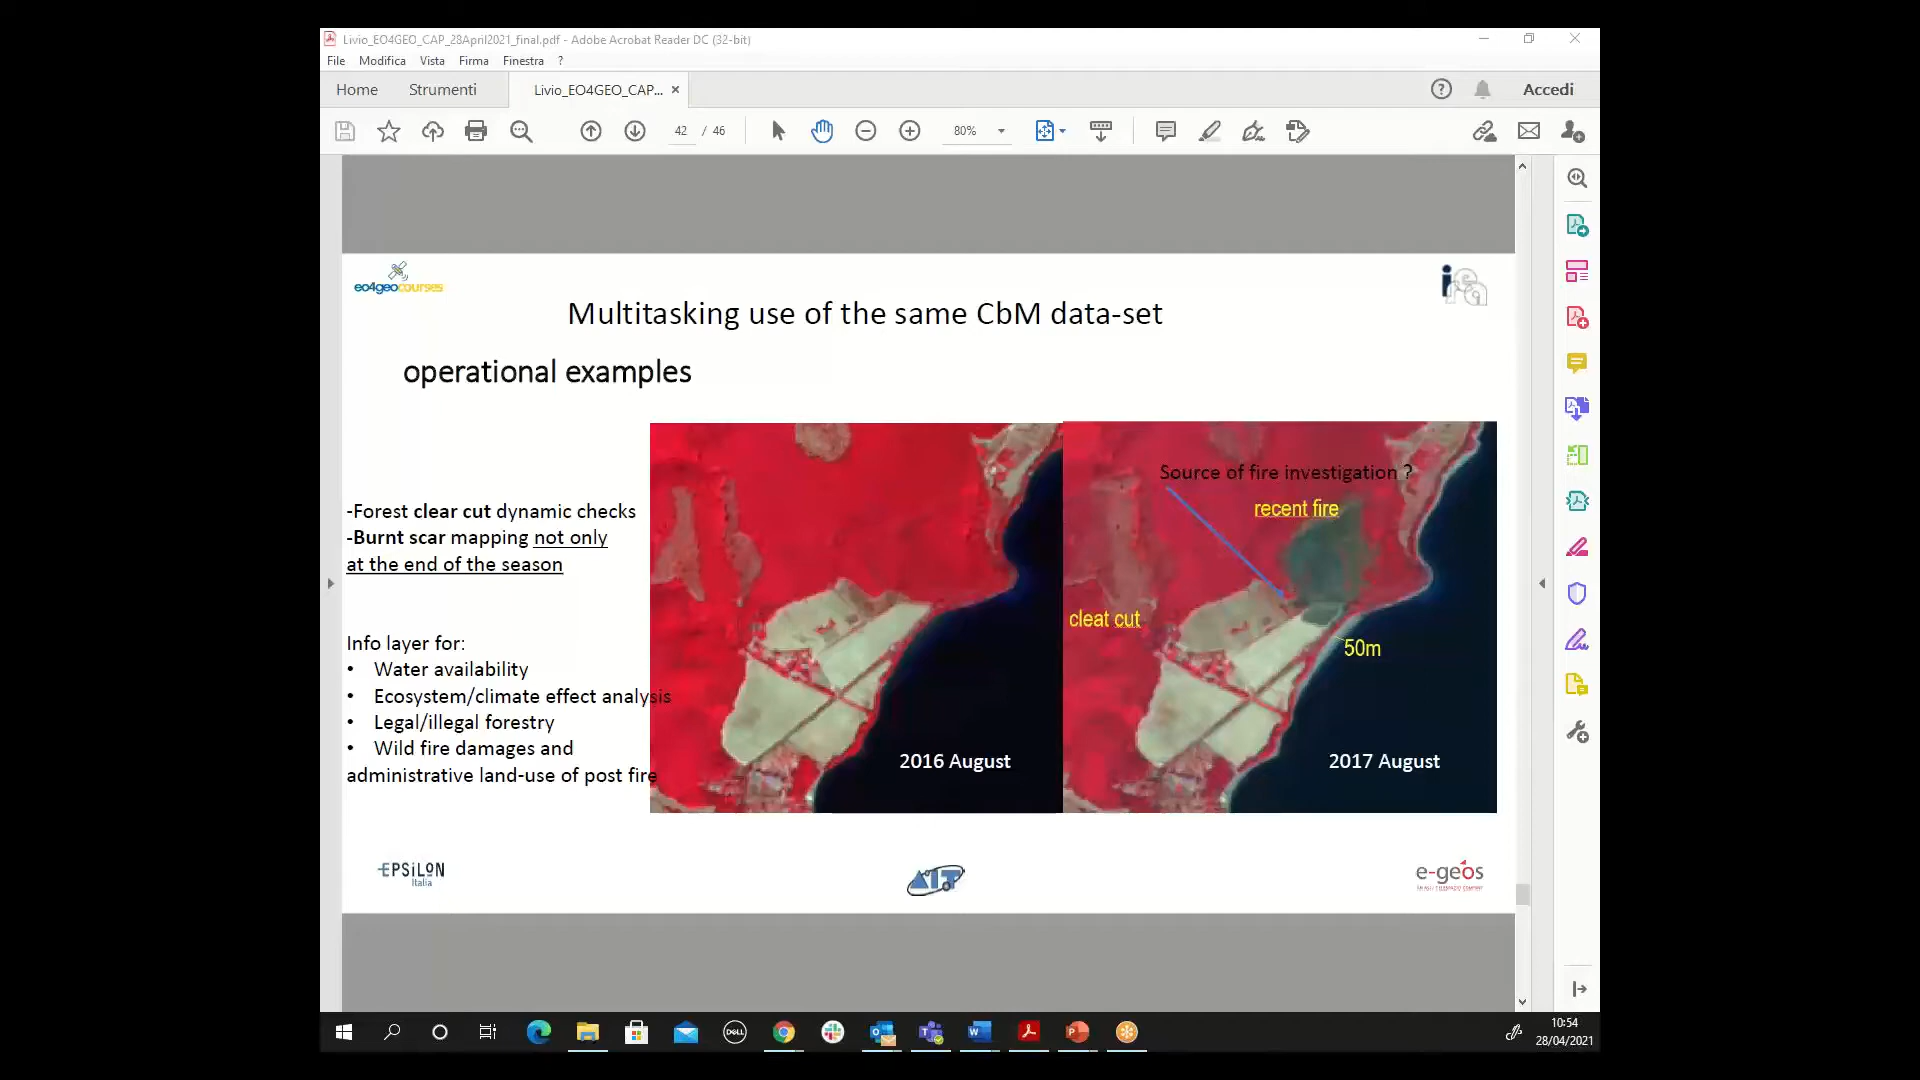 Livio_EO4GEO_CAP_28April2021_final.pdf - Adobe Acrobat Reader DC (32-bit)
File Modifica Vista Firma Finestra ?
Home Strumenti Livio_EO4GEO_CAP... × Accedi
42 / 46 80%
eo4geocourses
Multitasking use of the same CbM data-set
operational examples
-Forest clear cut dynamic checks
-Burnt scar mapping not only
at the end of the season
Info layer for:
• Water availability
• Ecosystem/climate effect analysis
• Legal/illegal forestry
• Wild fire damages and
administrative land-use of post fire
2016 August
Source of fire investigation ?
recent fire
cleat cut
50m
2017 August
EPSILON
Italia
AIT
e-geos
10:54
28/04/2021